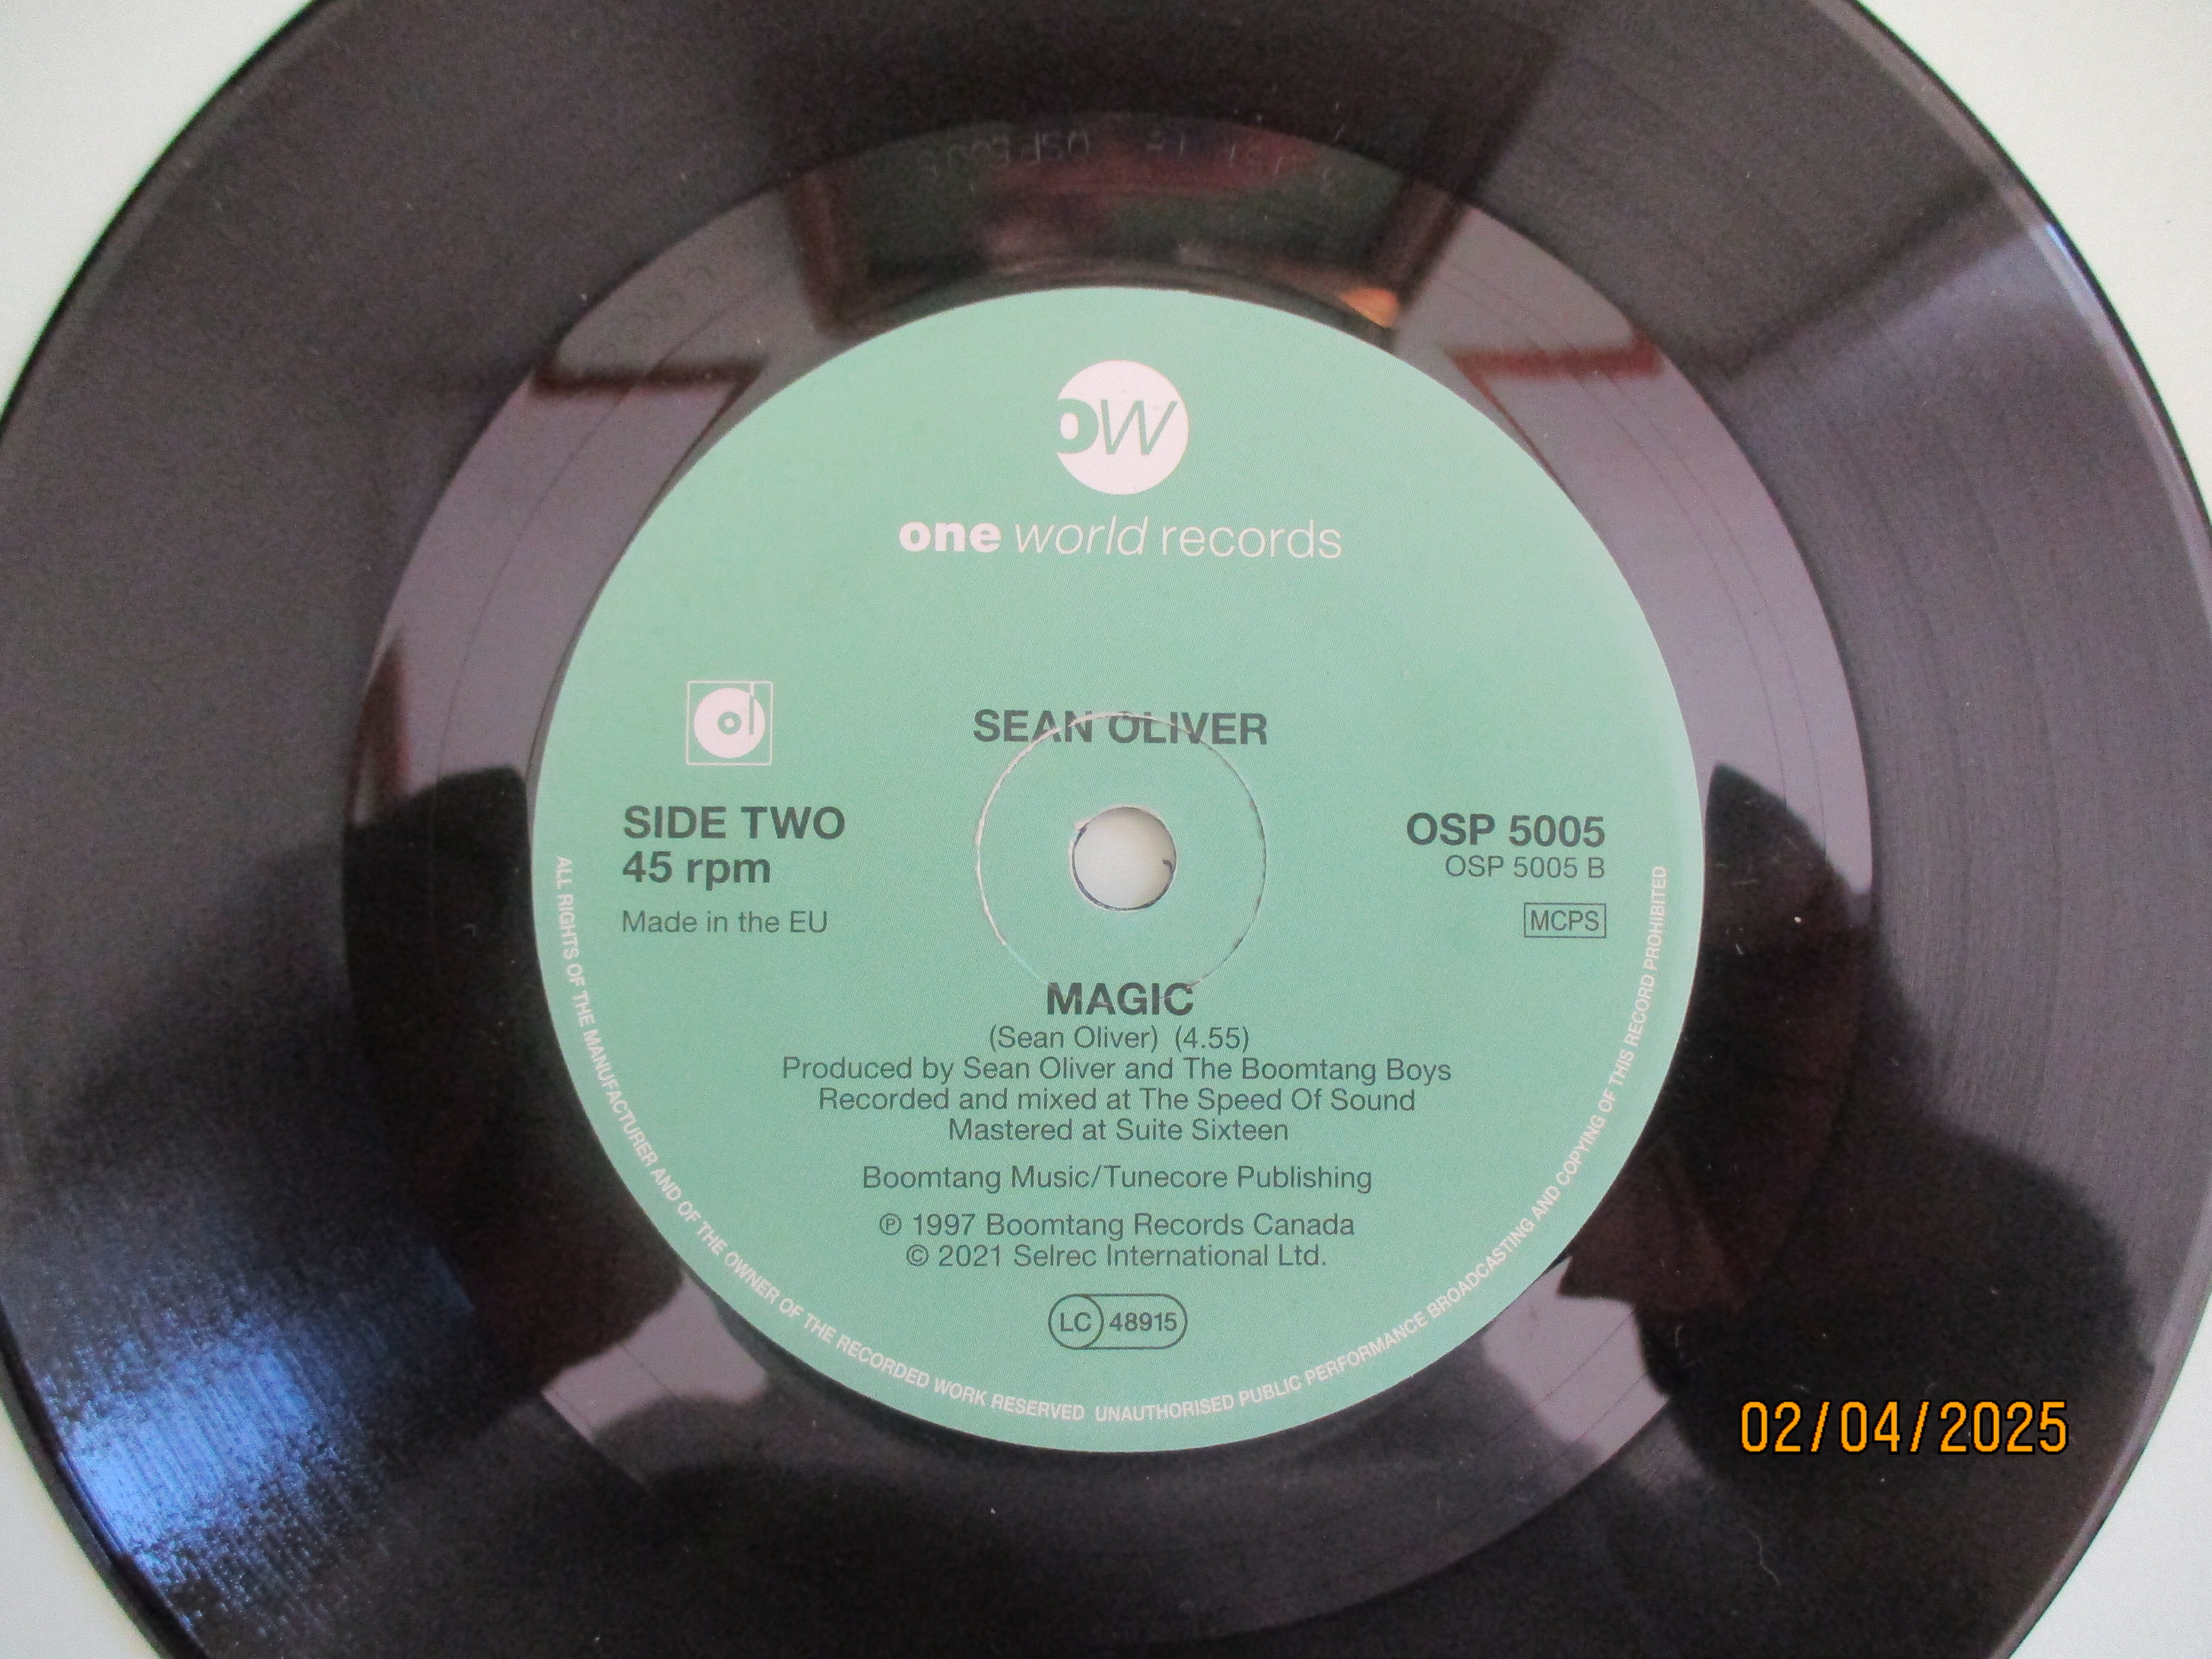 OW
one world records
SEAN OLIVER
SIDE TWO
45 rpm
Made in the EU
OSP 5005
OSP 5005 B
MCPS
MAGIC
(Sean Oliver) (4.55)
Produced by Sean Oliver and The Boomtang Boys
Recorded and mixed at The Speed Of Sound
Mastered at Suite Sixteen
Boomtang Music/Tunecore Publishing
℗ 1997 Boomtang Records Canada
© 2021 Selrec International Ltd.
LC 48915
ALL RIGHTS OF THE MANUFACTURER AND OF THE OWNER OF THE RECORDED WORK RESERVED UNAUTHORISED PUBLIC PERFORMANCE BROADCASTING AND COPYING OF THIS RECORD PROHIBITED
02/04/2025